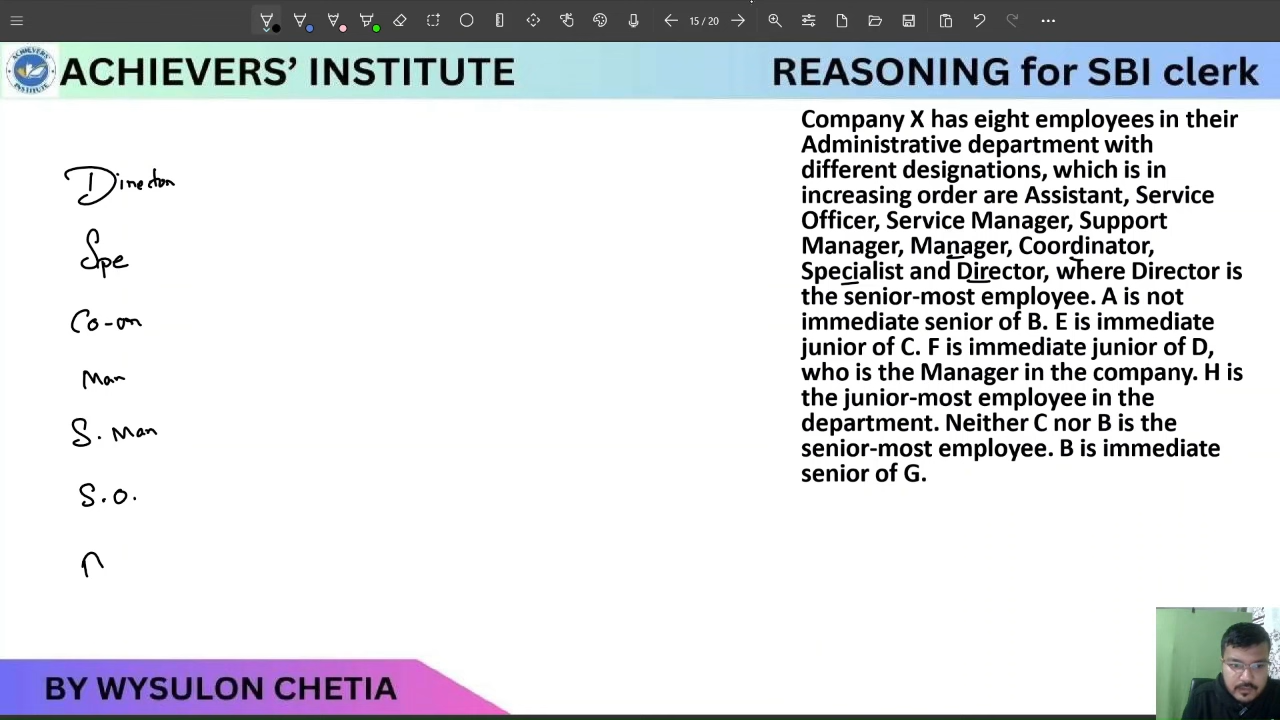 15 / 20
ACHIEVERS' INSTITUTE
REASONING for SBI clerk
Company X has eight employees in their
Administrative department with
different designations, which is in
increasing order are Assistant, Service
Officer, Service Manager, Support
Manager, Manager, Coordinator,
Specialist and Director, where Director is
the senior-most employee. A is not
immediate senior of B. E is immediate
junior of C. F is immediate junior of D,
who is the Manager in the company. H is
the junior-most employee in the
department. Neither C nor B is the
senior-most employee. B is immediate
senior of G.
Director
Spe
Co-on
Man
S. Man
S.O.
BY WYSULON CHETIA